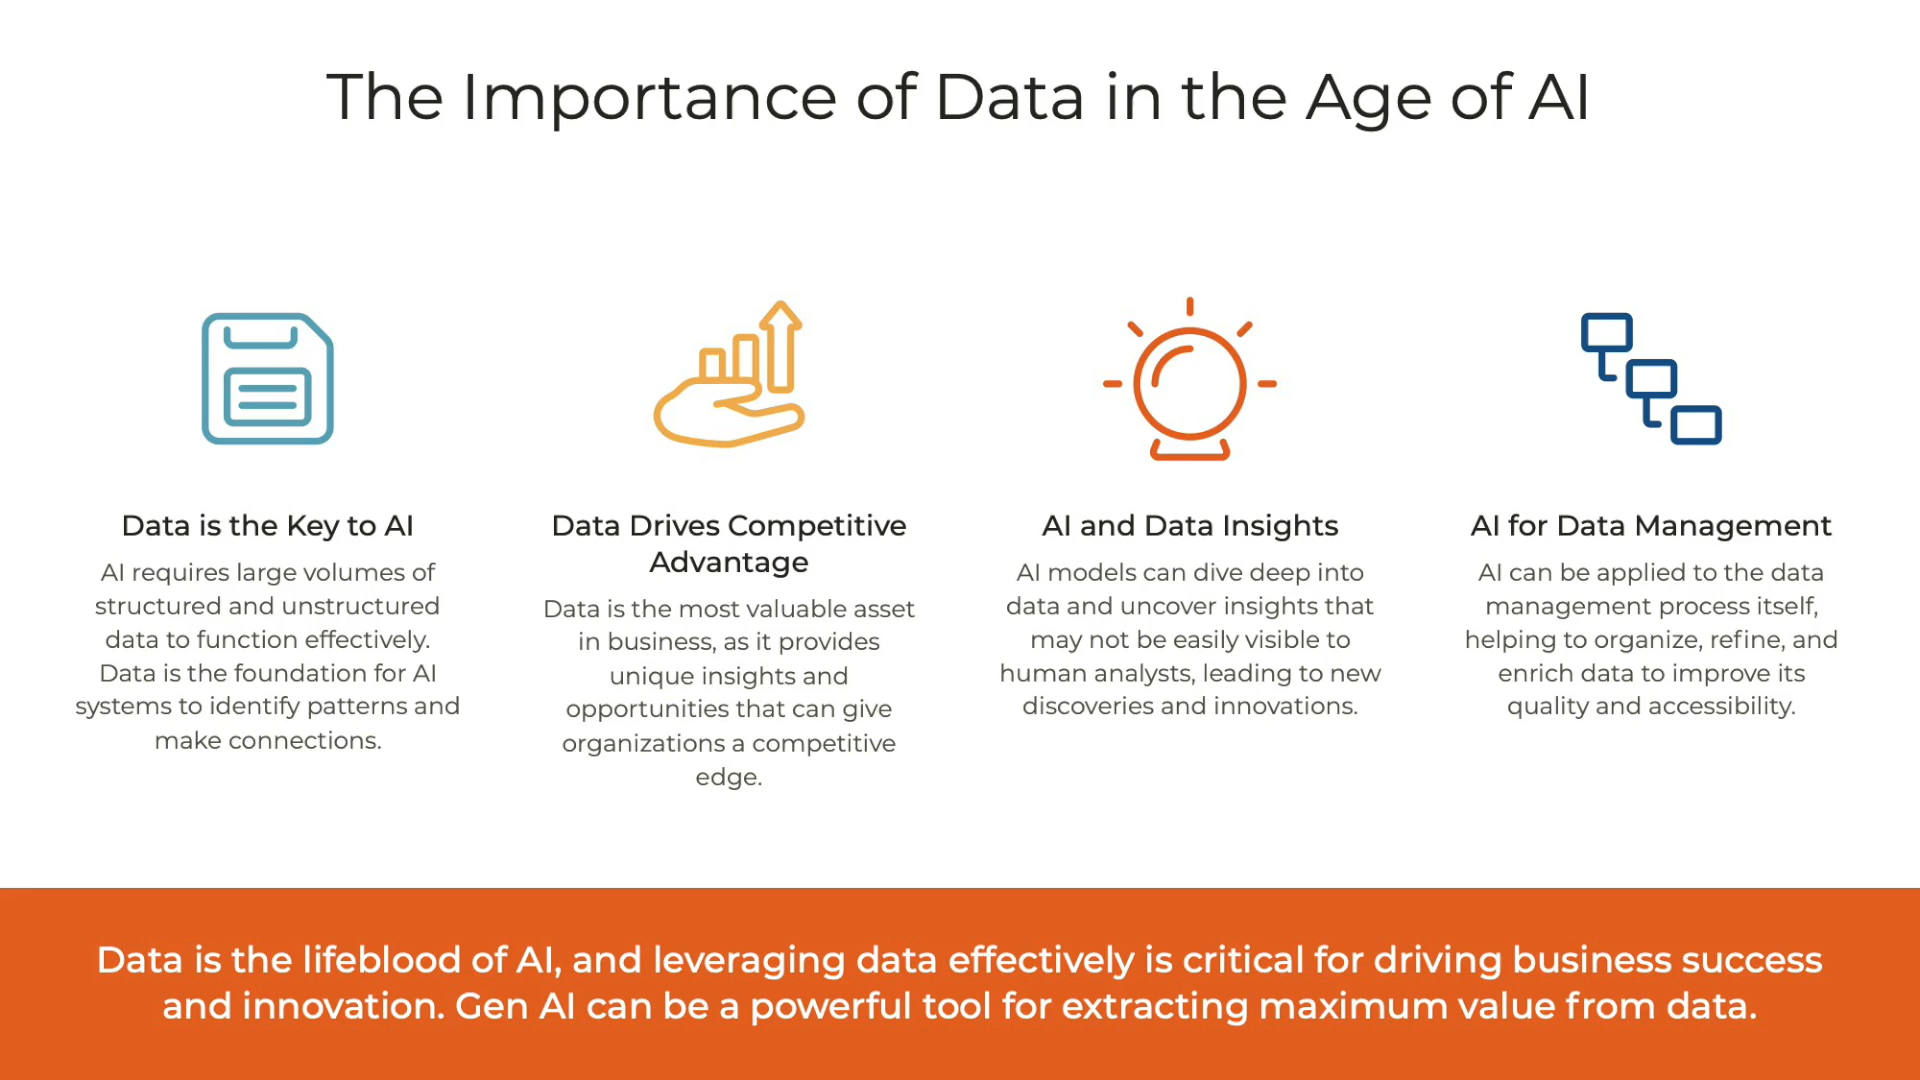 The Importance of Data in the Age of AI
Data is the Key to AI
AI requires large volumes of
structured and unstructured
data to function effectively.
Data is the foundation for AI
systems to identify patterns and
make connections.
Data Drives Competitive
Advantage
Data is the most valuable asset
in business, as it provides
unique insights and
opportunities that can give
organizations a competitive
edge.
AI and Data Insights
AI models can dive deep into
data and uncover insights that
may not be easily visible to
human analysts, leading to new
discoveries and innovations.
AI for Data Management
AI can be applied to the data
management process itself,
helping to organize, refine, and
enrich data to improve its
quality and accessibility.
Data is the lifeblood of AI, and leveraging data effectively is critical for driving business success
and innovation. Gen AI can be a powerful tool for extracting maximum value from data.